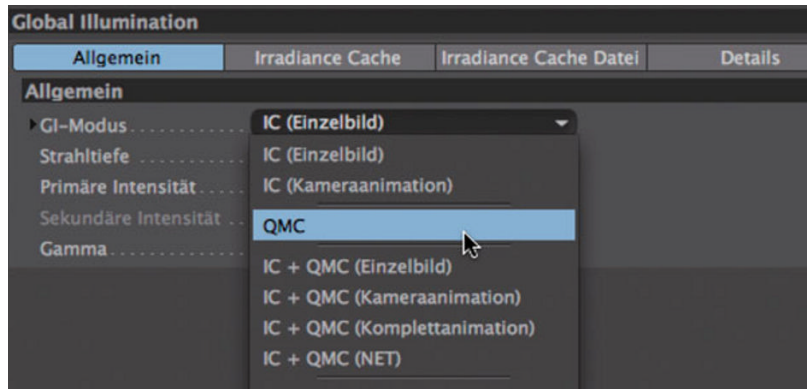 Global Illumination
Allgemein Irradiance Cache Irradiance Cache Datei Details
Allgemein
GI-Modus............ IC (Einzelbild)
Strahltiefe ............ IC (Einzelbild)
Primäre Intensität..... IC (Kameraanimation)
Sekundäre Intensität .. QMC
Gamma............... IC + QMC (Einzelbild)
IC + QMC (Kameraanimation)
IC + QMC (Komplettanimation)
IC + QMC (NET)